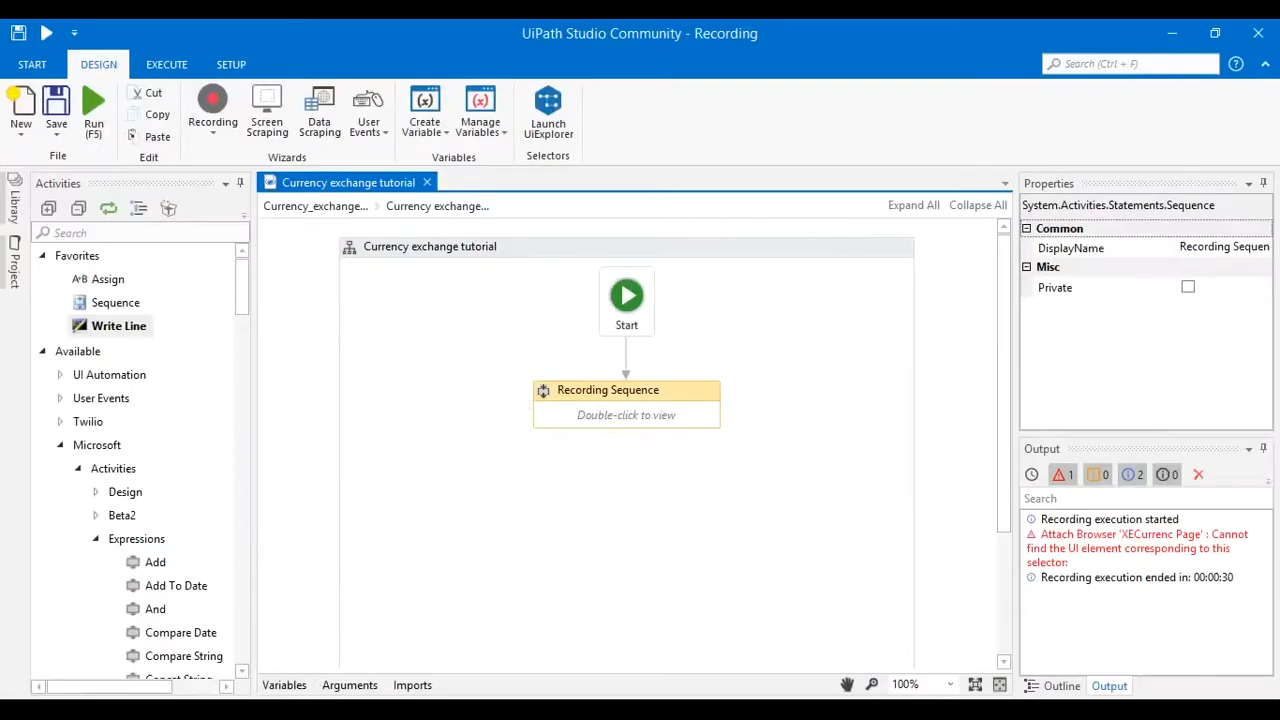 UiPath Studio Community - Recording
START DESIGN EXECUTE SETUP
Search (Ctrl + F)
New Save Run (F5)
Cut
Copy
Paste
Recording
Screen Scraping
Data Scraping
User Events
Create Variable
Manage Variables
Launch UiExplorer
File Edit Wizards Variables Selectors
Library
Project
Activities
Search
Favorites
A+B Assign
Sequence
Write Line
Available
UI Automation
User Events
Twilio
Microsoft
Activities
Design
Beta2
Expressions
Add
Add To Date
And
Compare Date
Compare String
Currency exchange tutorial
Currency_exchange... > Currency exchange...
Expand All Collapse All
Currency exchange tutorial
Start
Recording Sequence
Double-click to view
Variables Arguments Imports
100%
Properties
System.Activities.Statements.Sequence
Common
DisplayName Recording Sequen
Misc
Private
Output
1 0 2 0
Search
Recording execution started
Attach Browser 'XECurrenc Page' : Cannot
find the UI element corresponding to this
selector:
Recording execution ended in: 00:00:30
Outline Output